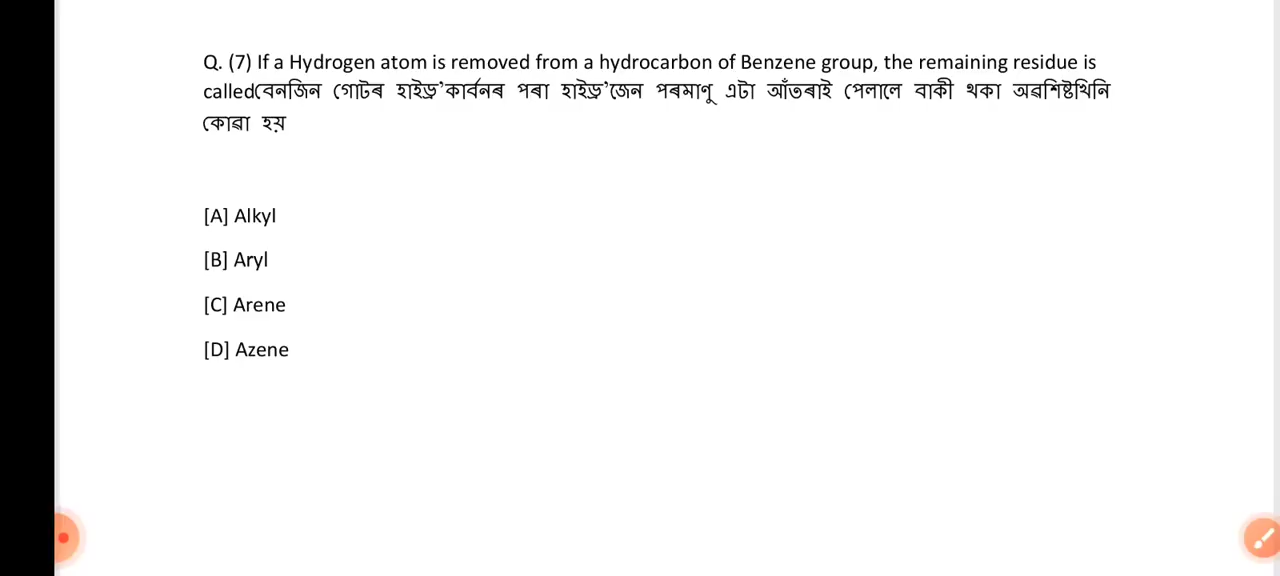 Q. (7) If a Hydrogen atom is removed from a hydrocarbon of Benzene group, the remaining residue is
calledবেনজিন গোটৰ হাইড্ৰ’কাৰ্বনৰ পৰা হাইড্ৰ’জেন পৰমাণু এটা আঁতৰাই পেলালে বাকী থকা অৱশিষ্টখিনি
কোৱা হয়
[A] Alkyl
[B] Aryl
[C] Arene
[D] Azene